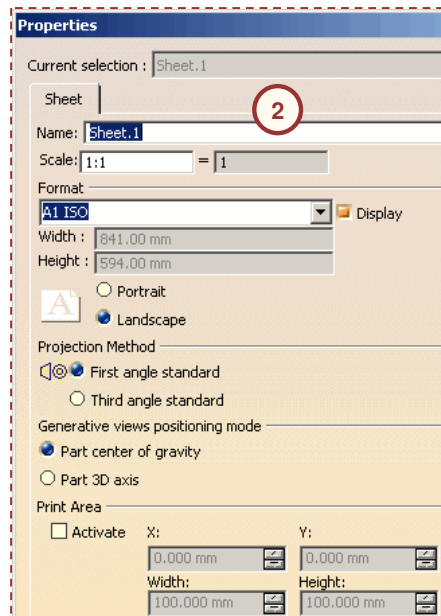 Properties
Current selection : Sheet.1
Sheet
2
Name: Sheet.1
Scale: 1:1 = 1
Format
A1 ISO Display
Width : 841.00 mm
Height : 594.00 mm
A
Portrait
Landscape
Projection Method
First angle standard
Third angle standard
Generative views positioning mode
Part center of gravity
Part 3D axis
Print Area
Activate X: Y:
0.000 mm 0.000 mm
Width: Height:
100.000 mm 100.000 mm